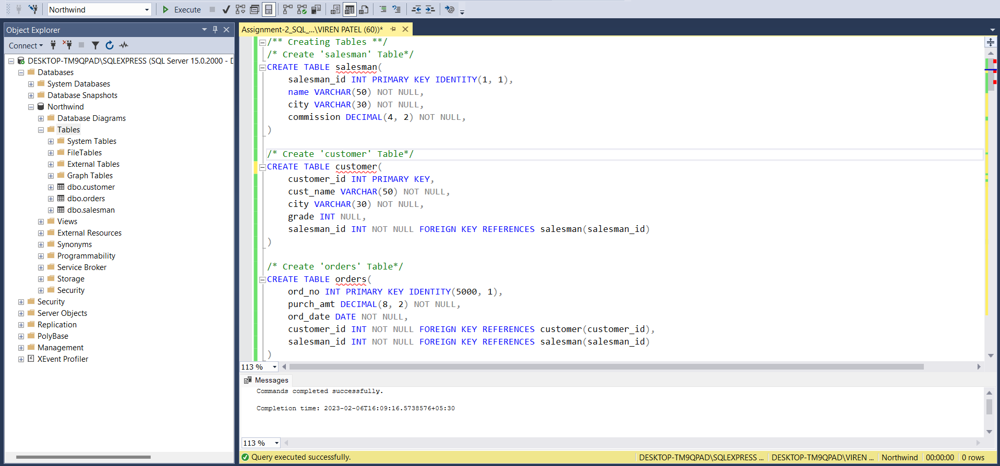 Northwind
Execute
Object Explorer
Connect
DESKTOP-TM9QPAD\SQLEXPRESS (SQL Server 15.0.2000 - D
Databases
System Databases
Database Snapshots
Northwind
Database Diagrams
Tables
System Tables
FileTables
External Tables
Graph Tables
dbo.customer
dbo.orders
dbo.salesman
Views
External Resources
Synonyms
Programmability
Service Broker
Storage
Security
Security
Server Objects
Replication
PolyBase
Management
XEvent Profiler
Assignment-2_SQL_...\VIREN PATEL (60))*
/** Creating Tables **/
/* Create 'salesman' Table*/
CREATE TABLE salesman(
salesman_id INT PRIMARY KEY IDENTITY(1, 1),
name VARCHAR(50) NOT NULL,
city VARCHAR(30) NOT NULL,
commission DECIMAL(4, 2) NOT NULL,
)
/* Create 'customer' Table*/
CREATE TABLE customer(
customer_id INT PRIMARY KEY,
cust_name VARCHAR(50) NOT NULL,
city VARCHAR(30) NOT NULL,
grade INT NULL,
salesman_id INT NOT NULL FOREIGN KEY REFERENCES salesman(salesman_id)
)
/* Create 'orders' Table*/
CREATE TABLE orders(
ord_no INT PRIMARY KEY IDENTITY(5000, 1),
purch_amt DECIMAL(8, 2) NOT NULL,
ord_date DATE NOT NULL,
customer_id INT NOT NULL FOREIGN KEY REFERENCES customer(customer_id),
salesman_id INT NOT NULL FOREIGN KEY REFERENCES salesman(salesman_id)
)
113 %
Messages
Commands completed successfully.
Completion time: 2023-02-06T16:09:16.5738576+05:30
113 %
Query executed successfully.
DESKTOP-TM9QPAD\SQLEXPRESS ...
DESKTOP-TM9QPAD\VIREN ...
Northwind
00:00:00
0 rows